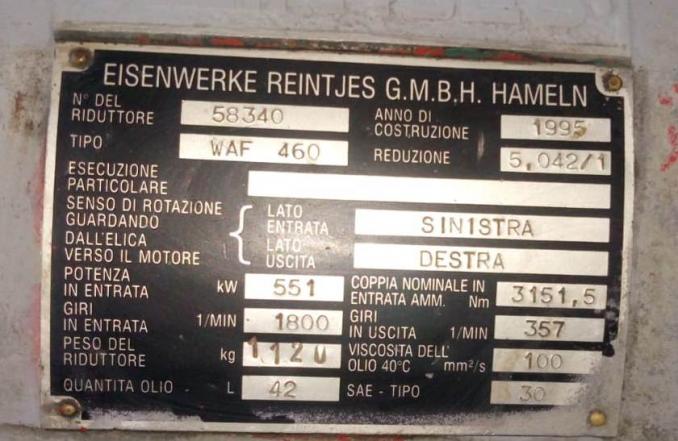 EISENWERKE REINTJES G.M.B.H. HAMELN
N° DEL RIDUTTORE 58340
ANNO DI COSTRUZIONE 1995
TIPO WAF 460
REDUZIONE 5,042/1
ESECUZIONE PARTICOLARE
SENSO DI ROTAZIONE GUARDANDO DALL'ELICA VERSO IL MOTORE
LATO ENTRATA SIN1STRA
LATO USCITA DESTRA
POTENZA IN ENTRATA kW 551
COPPIA NOMINALE IN ENTRATA AMM. Nm 3151,5
GIRI IN ENTRATA 1/MIN 1800
GIRI IN USCITA 1/MIN 357
PESO DEL RIDUTTORE kg 1120
VISCOSITA DELL' OLIO 40°C mm²/s 100
QUANTITA OLIO - L 42
SAE - TIPO 30